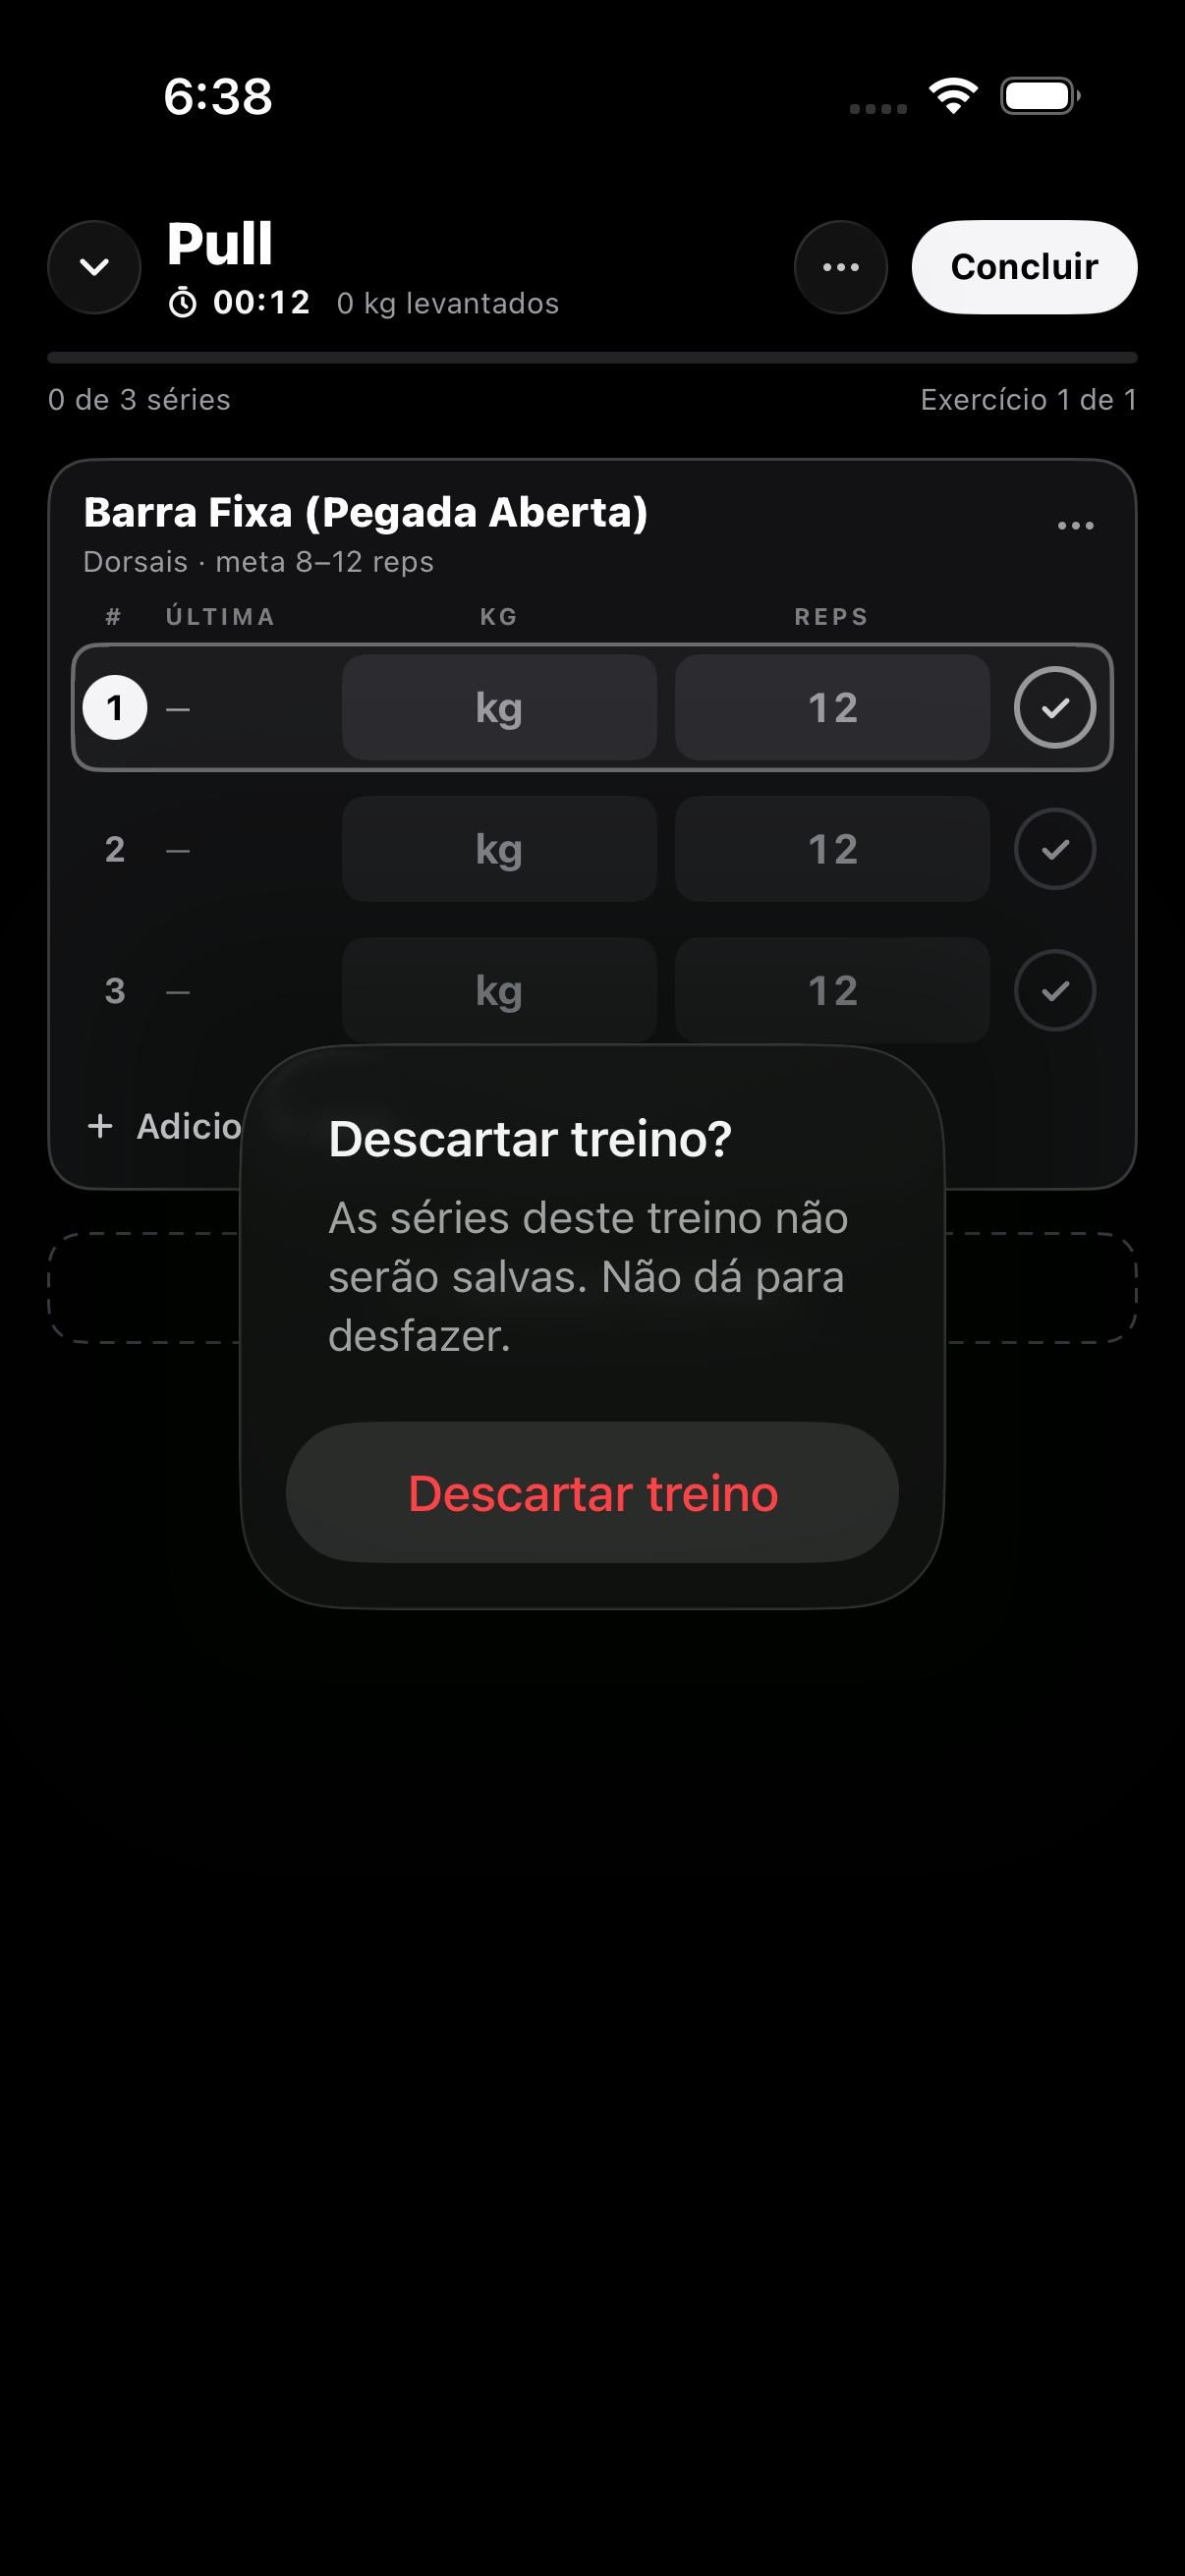 6:38
Pull
00:12 0 kg levantados
Concluir
0 de 3 séries
Exercício 1 de 1
Barra Fixa (Pegada Aberta)
Dorsais · meta 8–12 reps
# ÚLTIMA KG REPS
1 — kg 12
2 — kg 12
3 — kg 12
+ Adicio
Descartar treino?
As séries deste treino não
serão salvas. Não dá para
desfazer.
Descartar treino